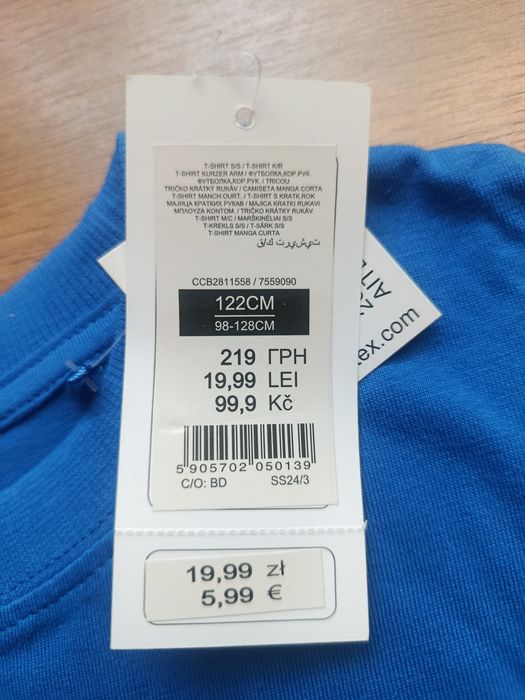 T-SHIRT S/S / T-SHIRT K/R
T-SHIRT KURZER ARM / ФУТБОЛКА,КОР.РУК.
ФУТБОЛКА,КОР.РУК. / TRICOU
TRIČKO KRÁTKÝ RUKÁV / CAMISETA MANGA CORTA
T-SHIRT MANCH.OURT. / T-SHIRT S KRATK.ROK
МАЈИЦА КРАТКИХ РУКАВ / MAJICA KRATKI RUKAVI
ΜΠΛΟΥΖΑ ΚΟΝΤΟΜ. / TRIČKO KRÁTKY RUKÁV
T-SHIRT M/C / MARŠKINĖLIAI S/S
T-KREKLS S/S / T-SÄRK S/S
T-SHIRT MANGA CURTA
تيشيرت ق/ك
CCB2811558 / 7559090
122CM
98-128CM
219 ГРН
19,99 LEI
99,9 Kč
5 905702 050139
C/O: BD SS24/3
19,99 zł
5,99 €
tex.com